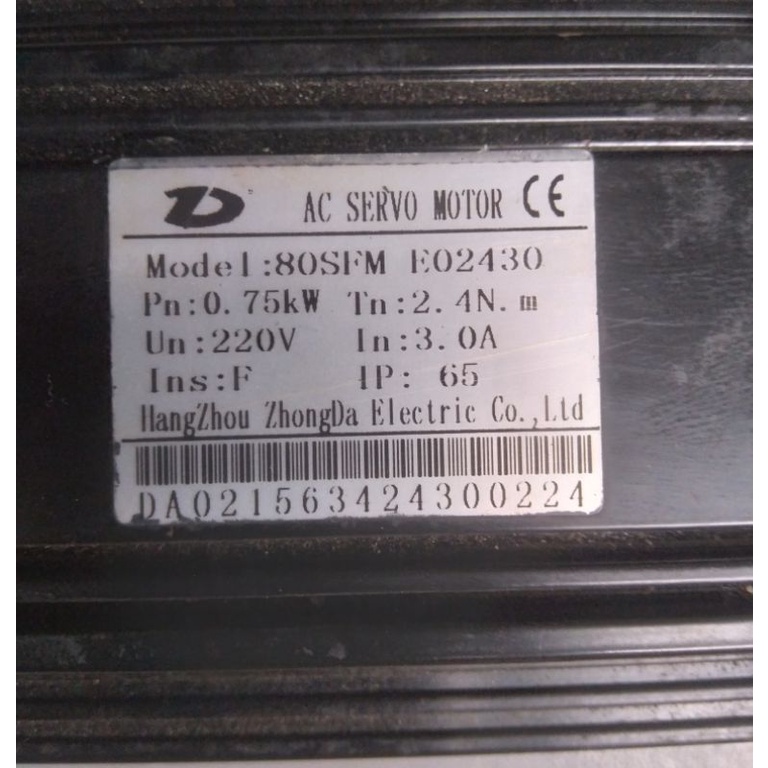 AC SERVO MOTOR CE
Model:80SFM E02430
Pn:0.75kW Tn:2.4N.m
Un:220V In:3.0A
Ins:F IP: 65
HangZhou ZhongDa Electric Co.,Ltd
DA021563424300224